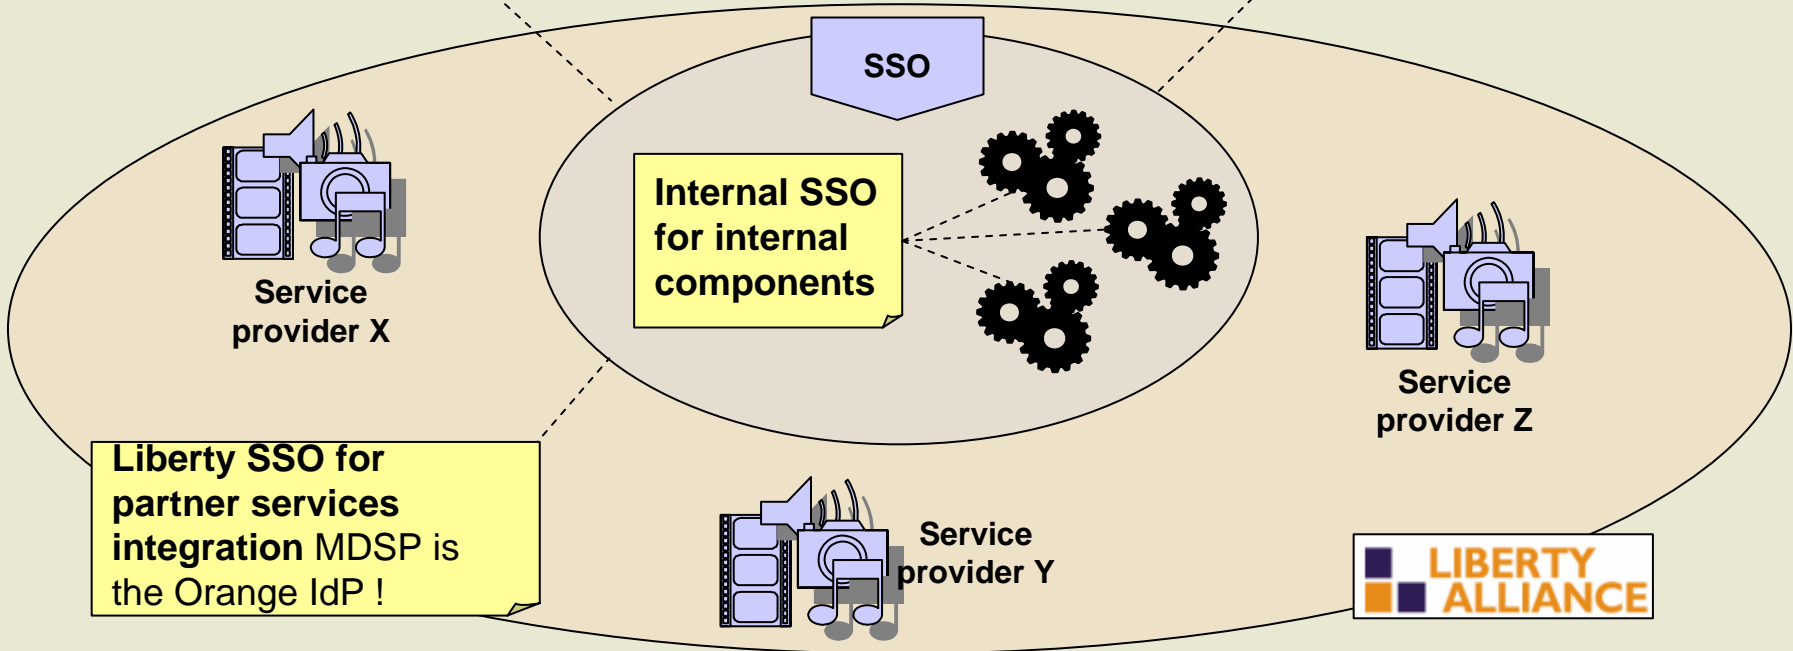 SSO
Internal SSO
for internal
components
Service
provider X
Service
provider Z
Liberty SSO for
partner services
integration MDSP is
the Orange IdP !
Service
provider Y
LIBERTY
ALLIANCE